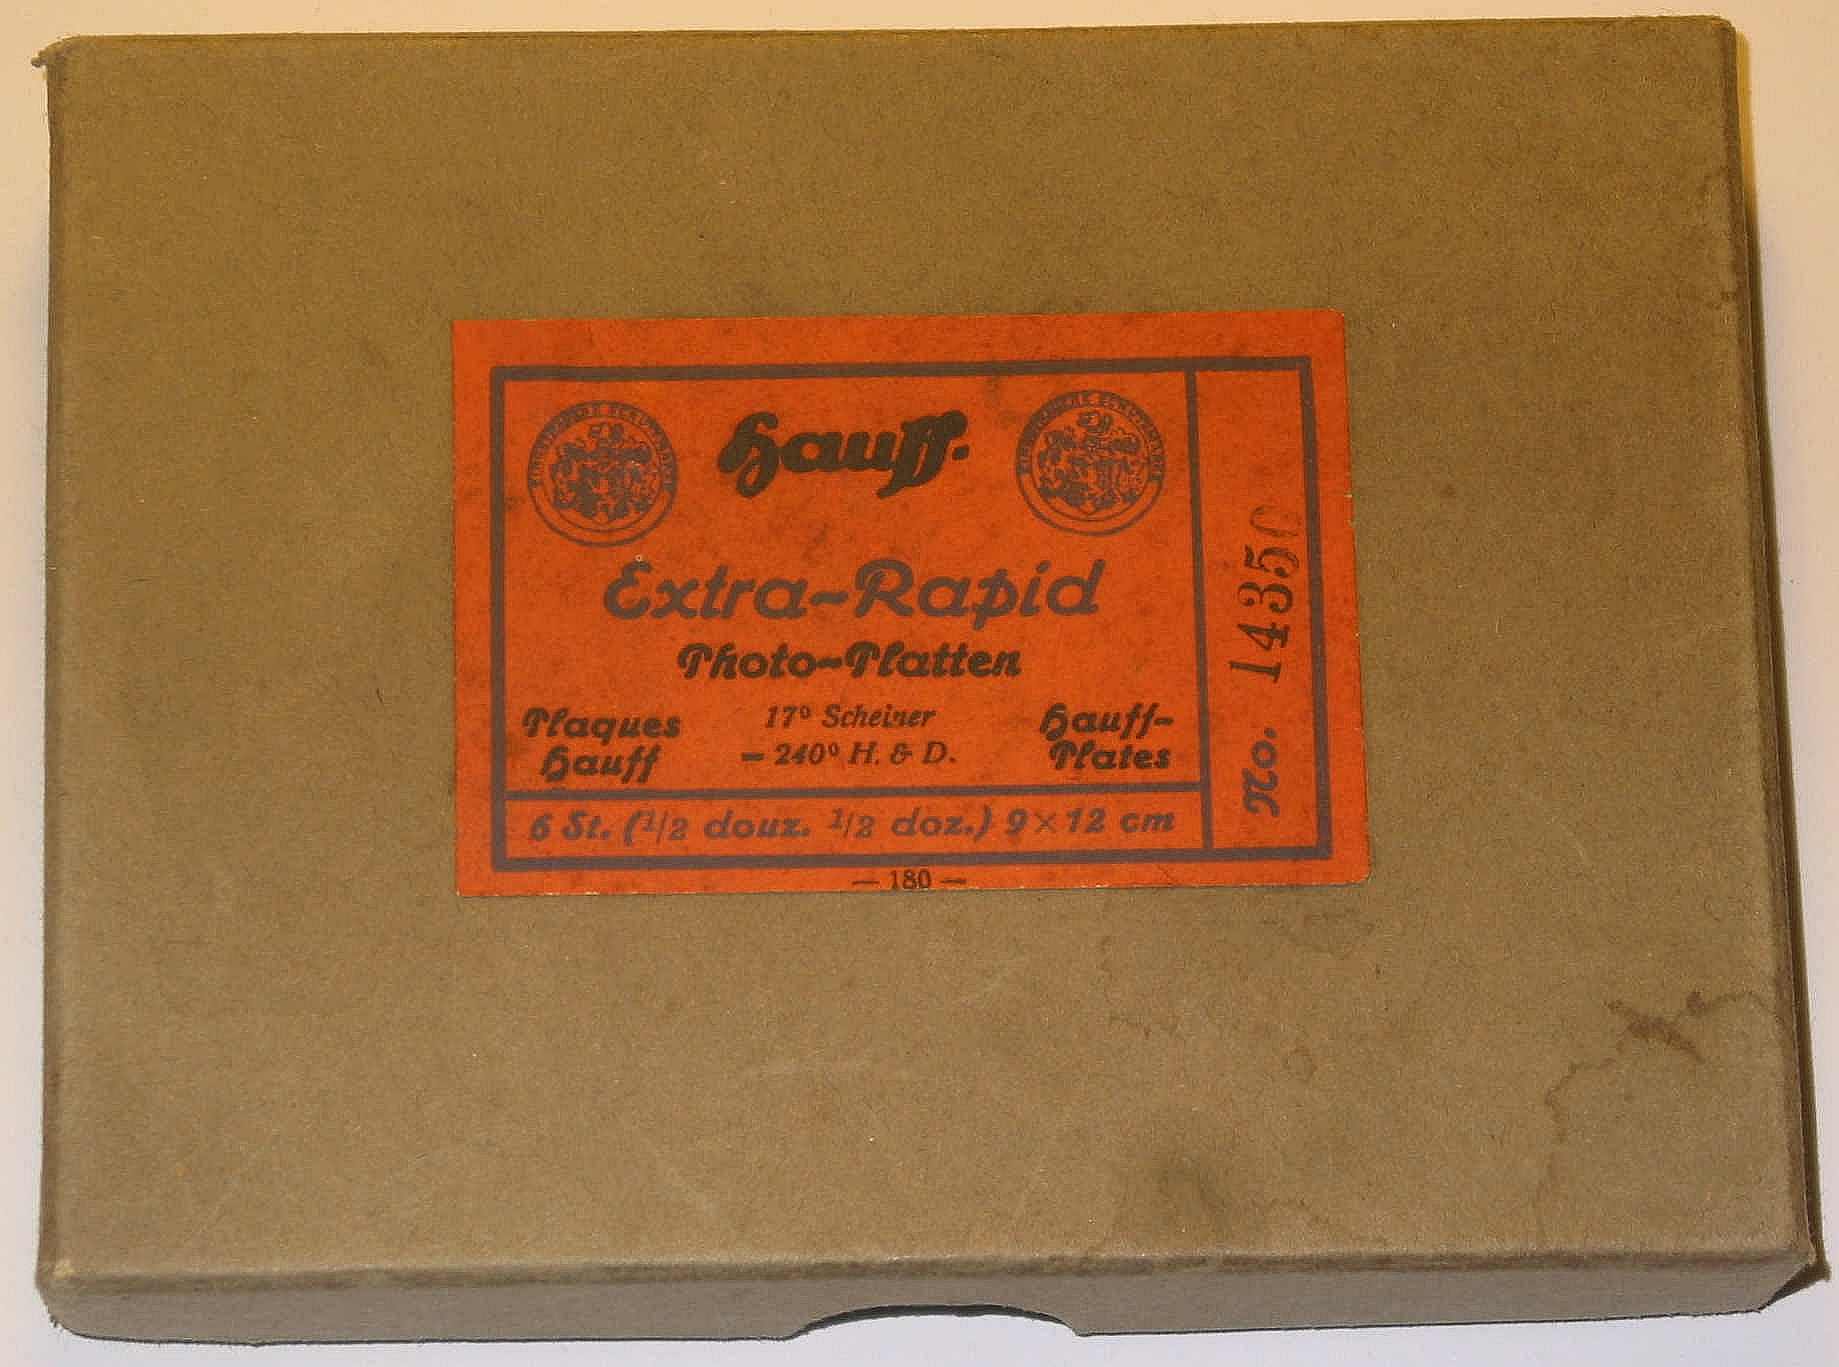 Hauff.
Extra-Rapid
Photo-Platten
Plaques
Hauff
17° Scheiner
= 240° H. & D.
Hauff-
Plates
6 St. (1/2 douz. 1/2 doz.) 9×12 cm
No. 14350
— 180 —